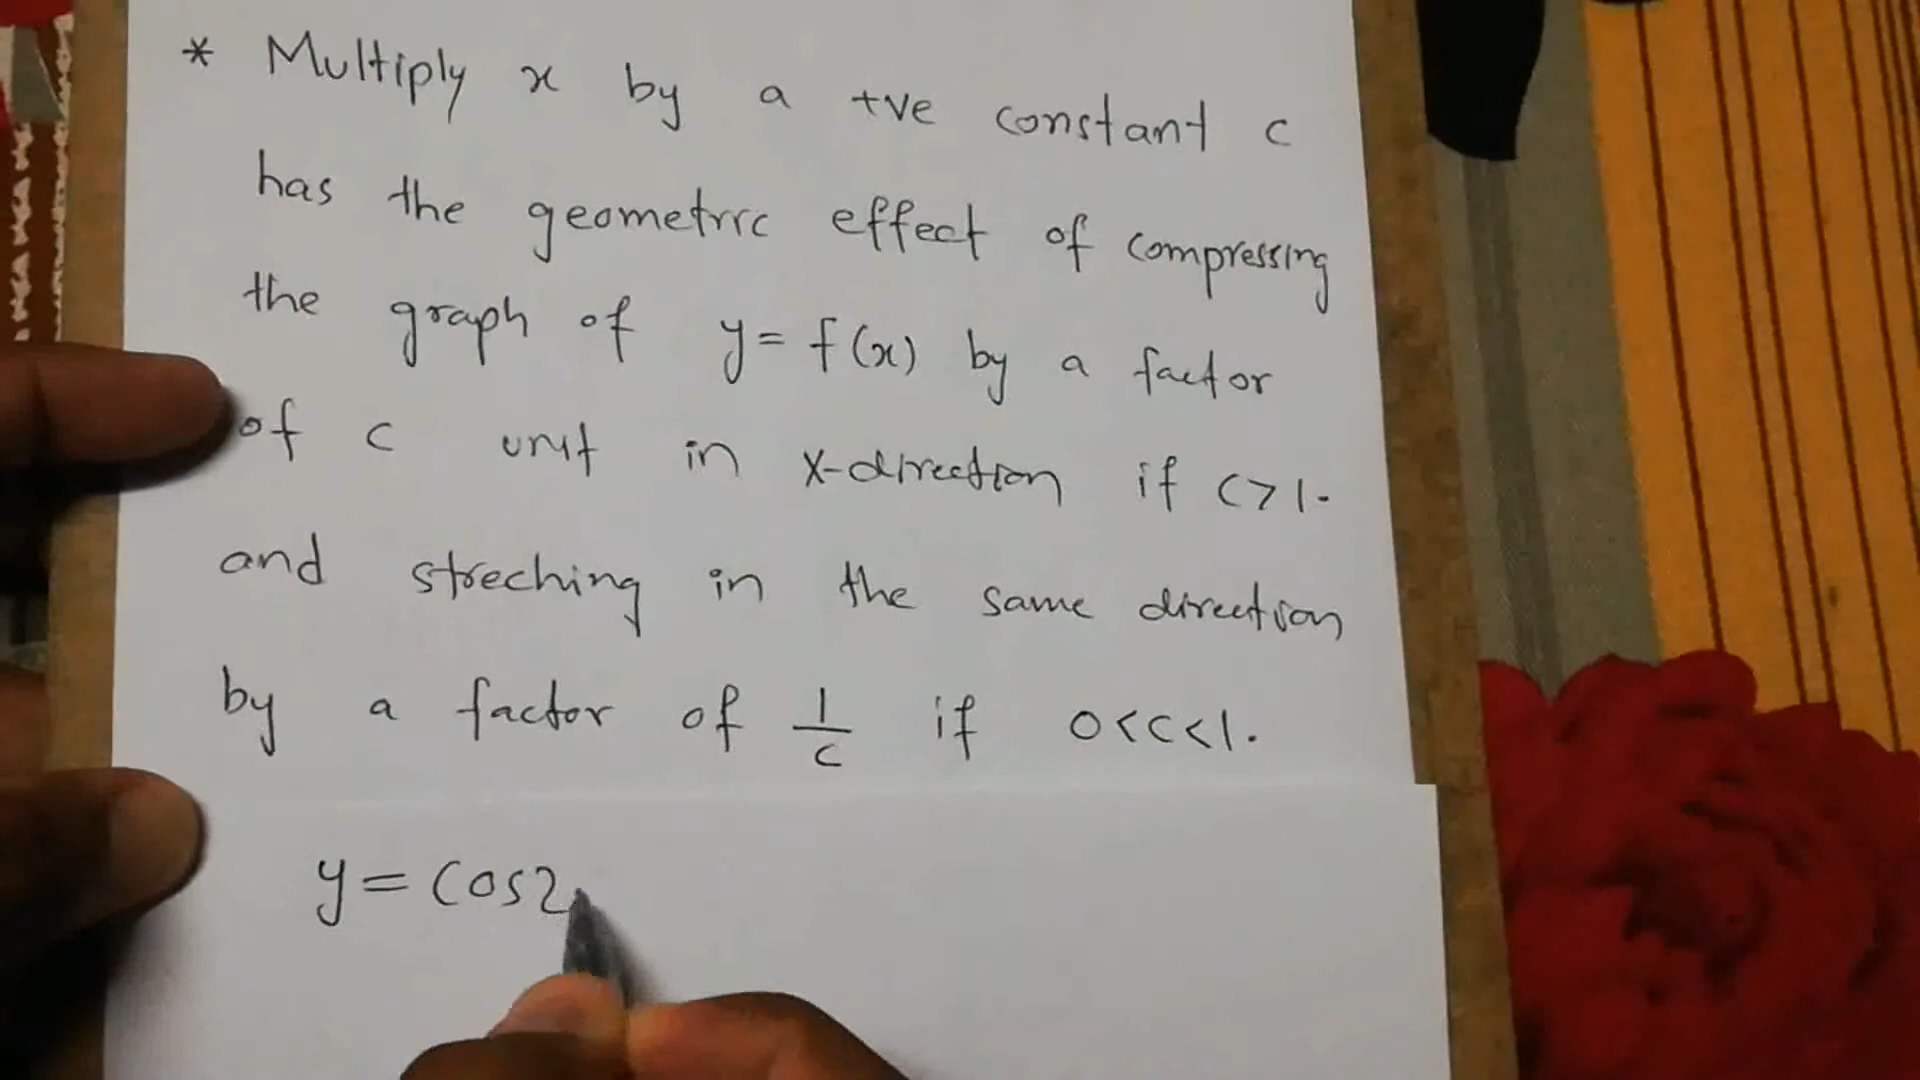 * Multiply x by a +ve constant c
has the geometric effect of compressing
the graph of y = f(x) by a factor
of c unit in x-direction if c>1.
and streching in the same direction
by a factor of 1/c if 0<c<1.
y = cos2